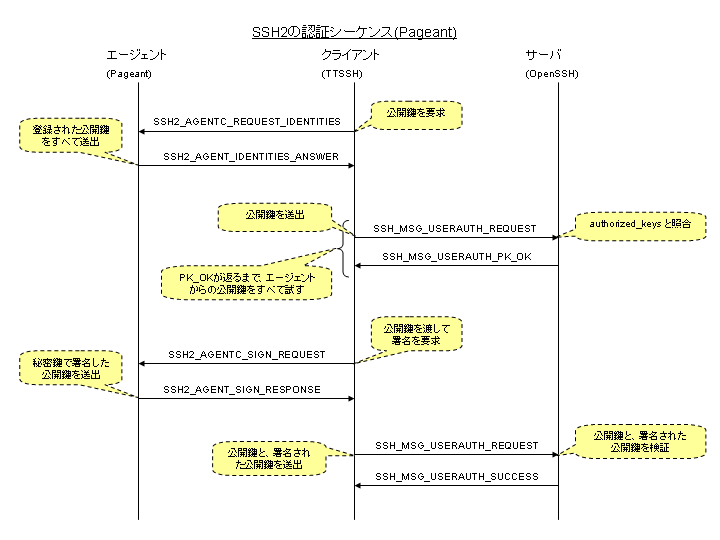 SSH2の認証シーケンス(Pageant)
エージェント
クライアント
サーバ
(Pageant)
(TTSSH)
(OpenSSH)
公開鍵を要求
SSH2_AGENTC_REQUEST_IDENTITIES
登録された公開鍵
をすべて送出
SSH2_AGENT_IDENTITIES_ANSWER
公開鍵を送出
SSH_MSG_USERAUTH_REQUEST
authorized_keysと照合
SSH_MSG_USERAUTH_PK_OK
PK_OKが返るまで、エージェント
からの公開鍵をすべて試す
公開鍵を渡して
署名を要求
SSH2_AGENTC_SIGN_REQUEST
秘密鍵で署名した
公開鍵を送出
SSH2_AGENT_SIGN_RESPONSE
公開鍵と、署名され
た公開鍵を送出
SSH_MSG_USERAUTH_REQUEST
公開鍵と、署名された
公開鍵を検証
SSH_MSG_USERAUTH_SUCCESS